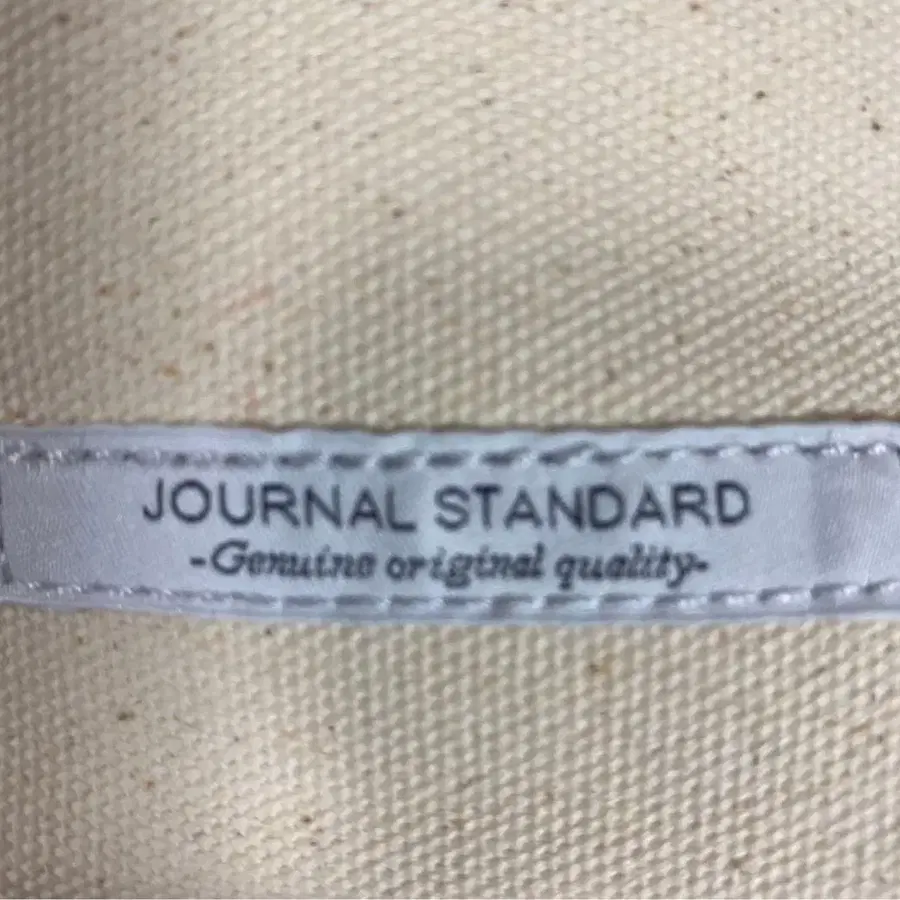 JOURNAL STANDARD
-Genuine original quality-